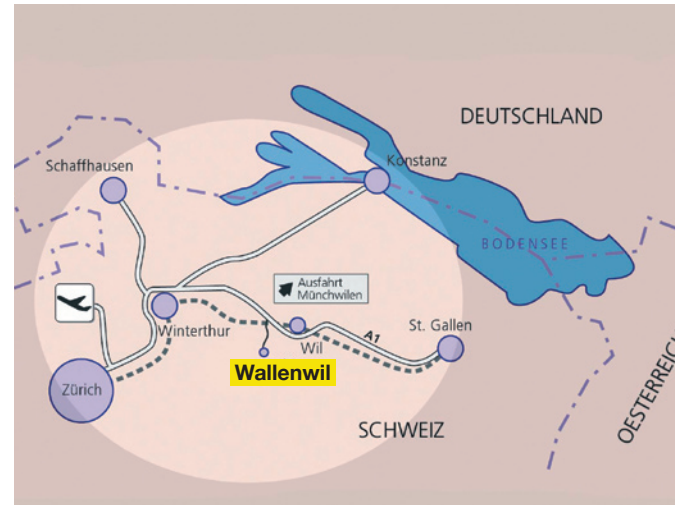 DEUTSCHLAND
Konstanz
Schaffhausen
BODENSEE
Ausfahrt
Münchwilen
Winterthur
St. Gallen
A1
Wil
Wallenwil
Zürich
SCHWEIZ
OESTERREICH